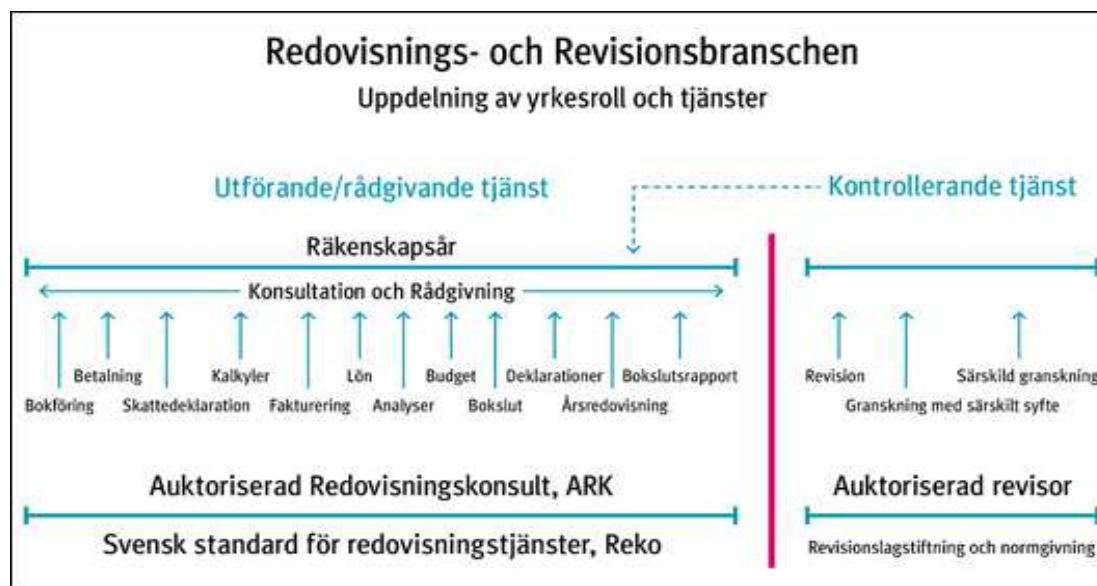 Redovisnings- och Revisionsbranschen
Uppdelning av yrkesroll och tjänster
Utförande/rådgivande tjänst
Kontrollerande tjänst
Räkenskapsår
Konsultation och Rådgivning
Betalning Kalkyler Lön Budget Deklarationer Bokslutsrapport
Bokföring Skattedeklaration Fakturering Analyser Bokslut Årsredovisning
Revision Särskild granskning
Granskning med särskilt syfte
Auktoriserad Redovisningskonsult, ARK
Svensk standard för redovisningstjänster, Reko
Auktoriserad revisor
Revisionslagstiftning och normgivning